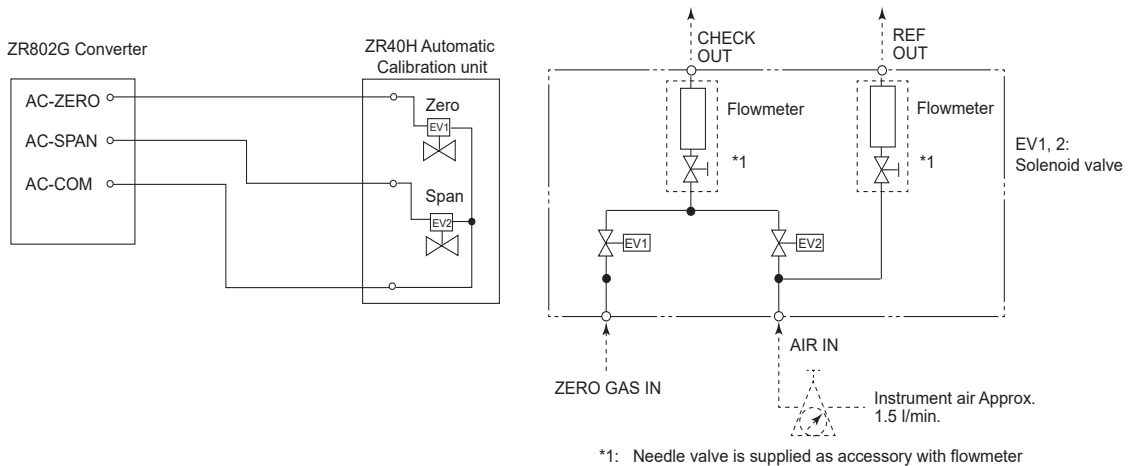 ZR802G Converter
AC-ZERO
AC-SPAN
AC-COM
ZR40H Automatic
Calibration unit
Zero
EV1
Span
EV2
CHECK
OUT
REF
OUT
Flowmeter
*1
Flowmeter
*1
EV1, 2:
Solenoid valve
EV1
EV2
ZERO GAS IN
AIR IN
Instrument air Approx.
1.5 l/min.
*1: Needle valve is supplied as accessory with flowmeter